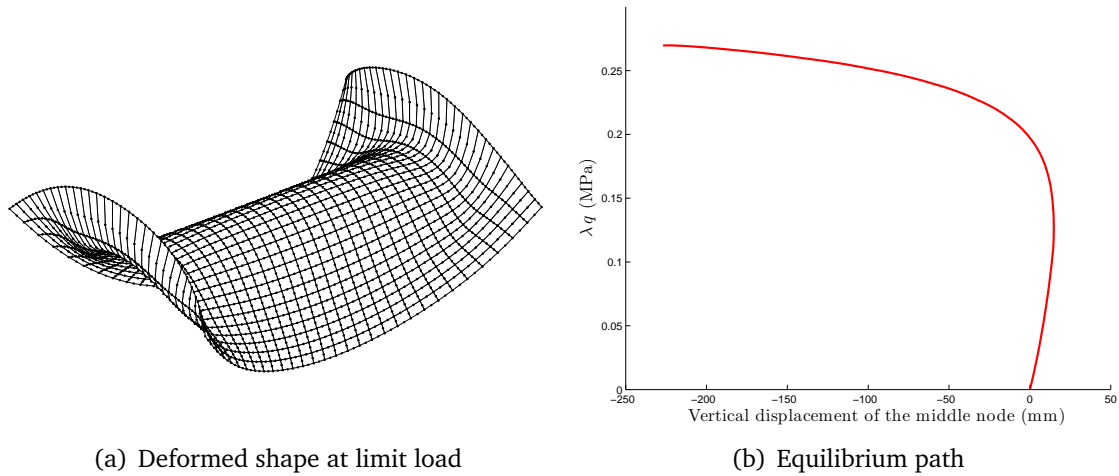 0.25
0.2
0.15
0.1
0.05
0
λ q (MPa)
−250 −200 −150 −100 −50 0 50
Vertical displacement of the middle node (mm)
(a) Deformed shape at limit load
(b) Equilibrium path